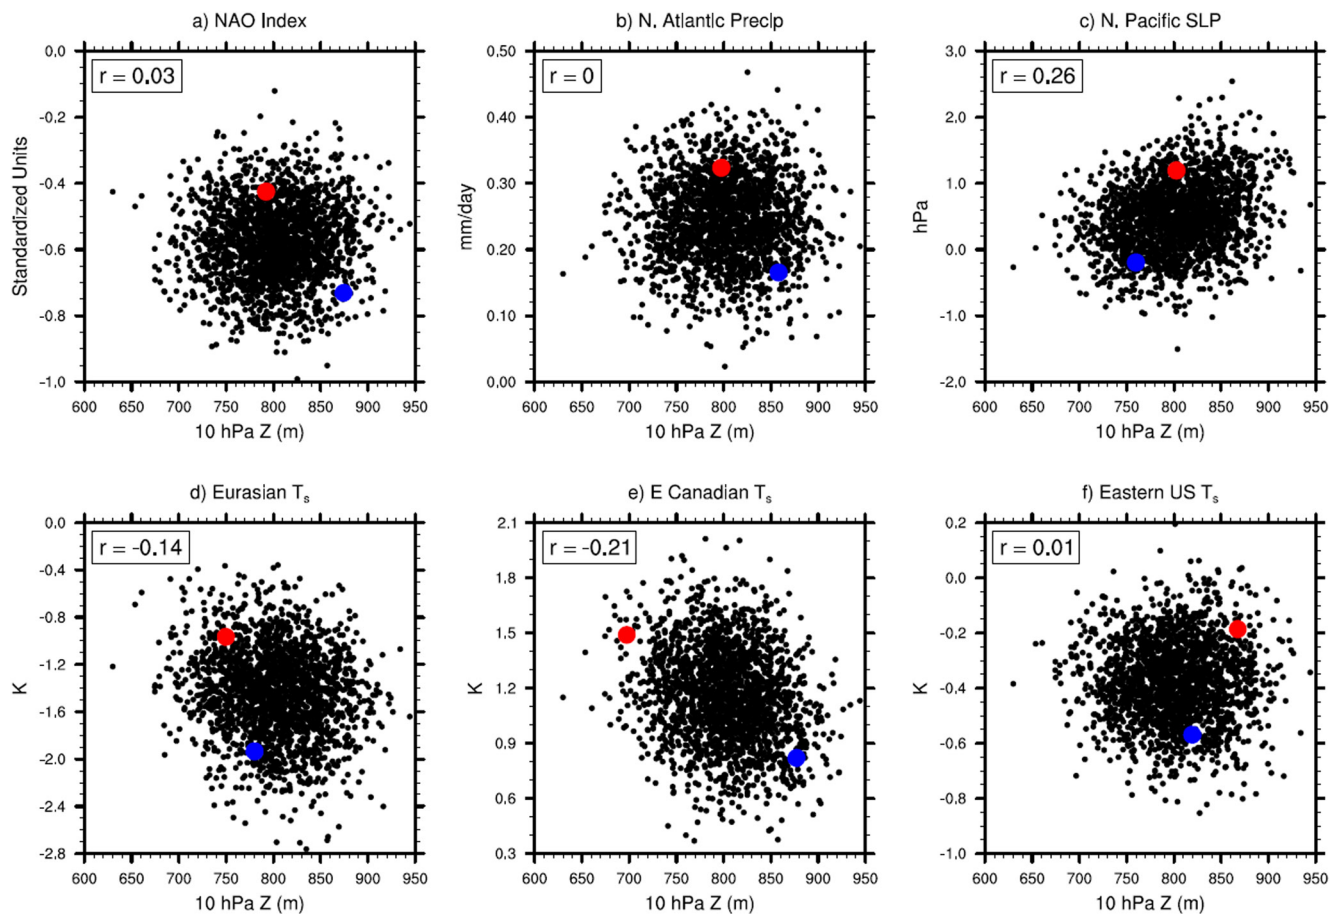 a) NAO Index
b) N. Atlantic Precip
c) N. Pacific SLP
0.0
-0.2
-0.4
-0.6
-0.8
-1.0
Standardized Units
r = 0.03
600 650 700 750 800 850 900 950
10 hPa Z (m)
0.50
0.40
0.30
0.20
0.10
0.00
mm/day
r = 0
600 650 700 750 800 850 900 950
10 hPa Z (m)
3.0
2.0
1.0
0.0
-1.0
-2.0
hPa
r = 0.26
600 650 700 750 800 850 900 950
10 hPa Z (m)
d) Eurasian Ts
e) E Canadian Ts
f) Eastern US Ts
0.0
-0.4
-0.8
-1.2
-1.6
-2.0
-2.4
-2.8
K
r = -0.14
600 650 700 750 800 850 900 950
10 hPa Z (m)
2.1
1.8
1.5
1.2
0.9
0.6
0.3
K
r = -0.21
600 650 700 750 800 850 900 950
10 hPa Z (m)
0.2
0.0
-0.2
-0.4
-0.6
-0.8
-1.0
K
r = 0.01
600 650 700 750 800 850 900 950
10 hPa Z (m)